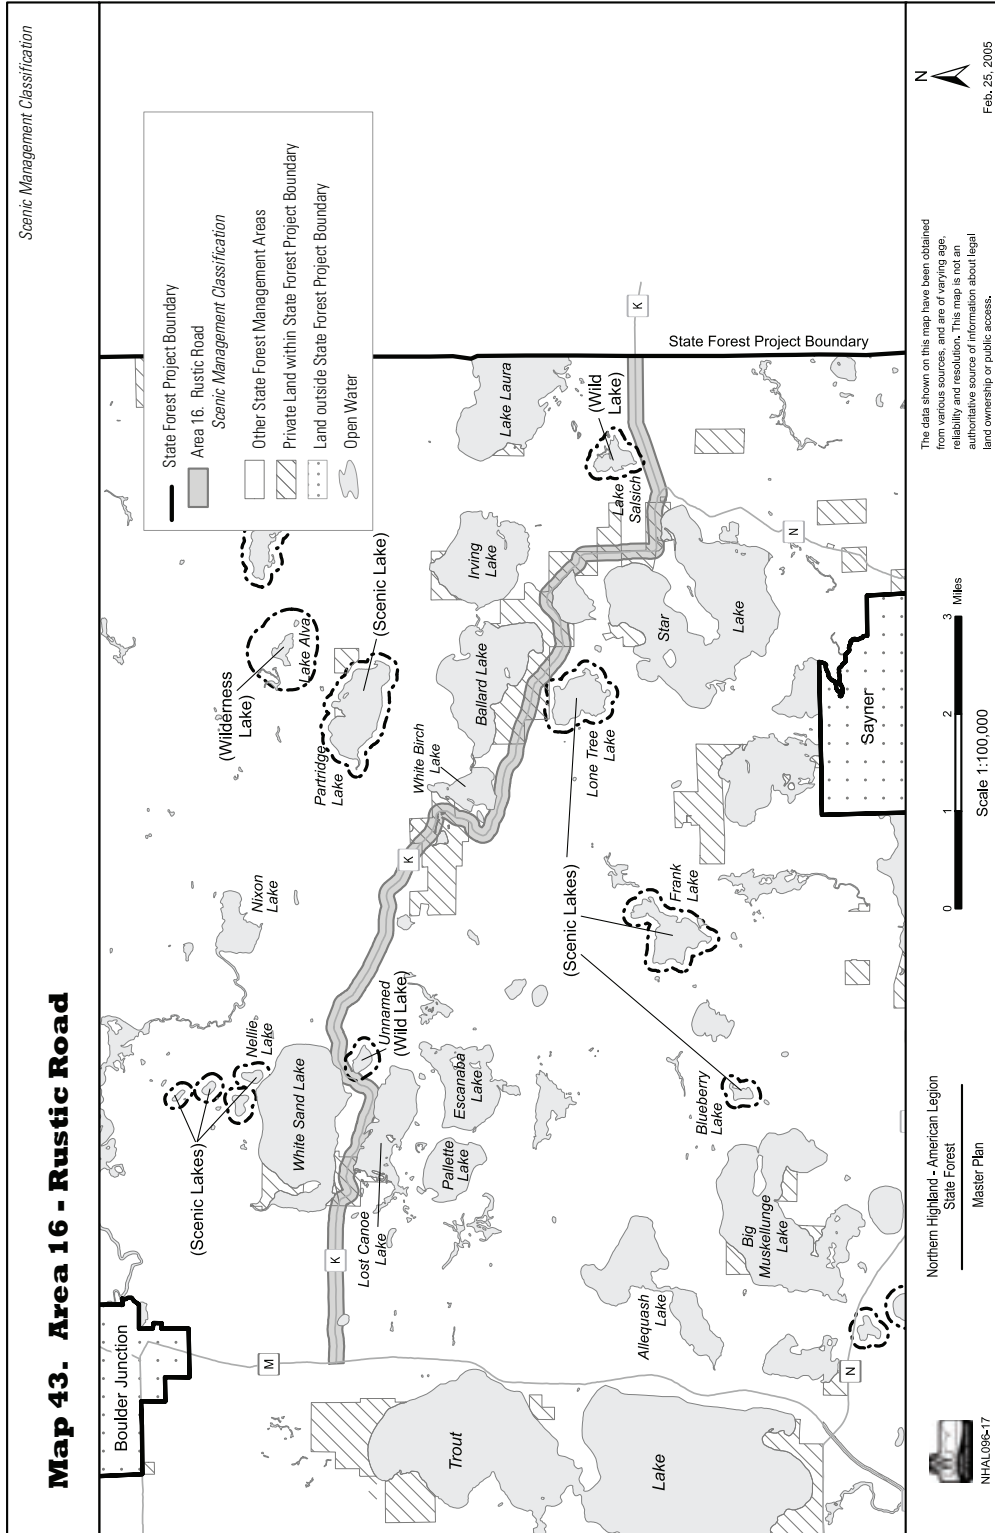 Map 43. Area 16 - Rustic Road
Scenic Management Classification
State Forest Project Boundary
Area 16. Rustic Road
Scenic Management Classification
Other State Forest Management Areas
Private Land within State Forest Project Boundary
Land outside State Forest Project Boundary
Open Water
Boulder Junction
M
(Scenic Lakes)
Nellie
Lake
White Sand Lake
Nixon
Lake
(Wilderness
Lake)
Lake Alva
Partridge
Lake
(Scenic Lake)
K
Lost Canoe
Lake
Unnamed
(Wild Lake)
K
White Birch
Lake
Ballard Lake
Irving
Lake
Lake Laura
Pallette
Lake
Escanaba
Lake
(Scenic Lakes)
Lone Tree
Lake
Star
Lake
Lake
Salsich
(Wild
Lake)
K
State Forest Project Boundary
Trout
Lake
Allequash
Lake
Big
Muskellunge
Lake
Blueberry
Lake
Frank
Lake
N
N
Sayner
NHAL096-17
Northern Highland - American Legion
State Forest
Master Plan
0
1
2
3
Miles
Scale 1:100,000
The data shown on this map have been obtained
from various sources, and are of varying age,
reliability and resolution. This map is not an
authoritative source of information about legal
land ownership or public access.
N
Feb. 25, 2005